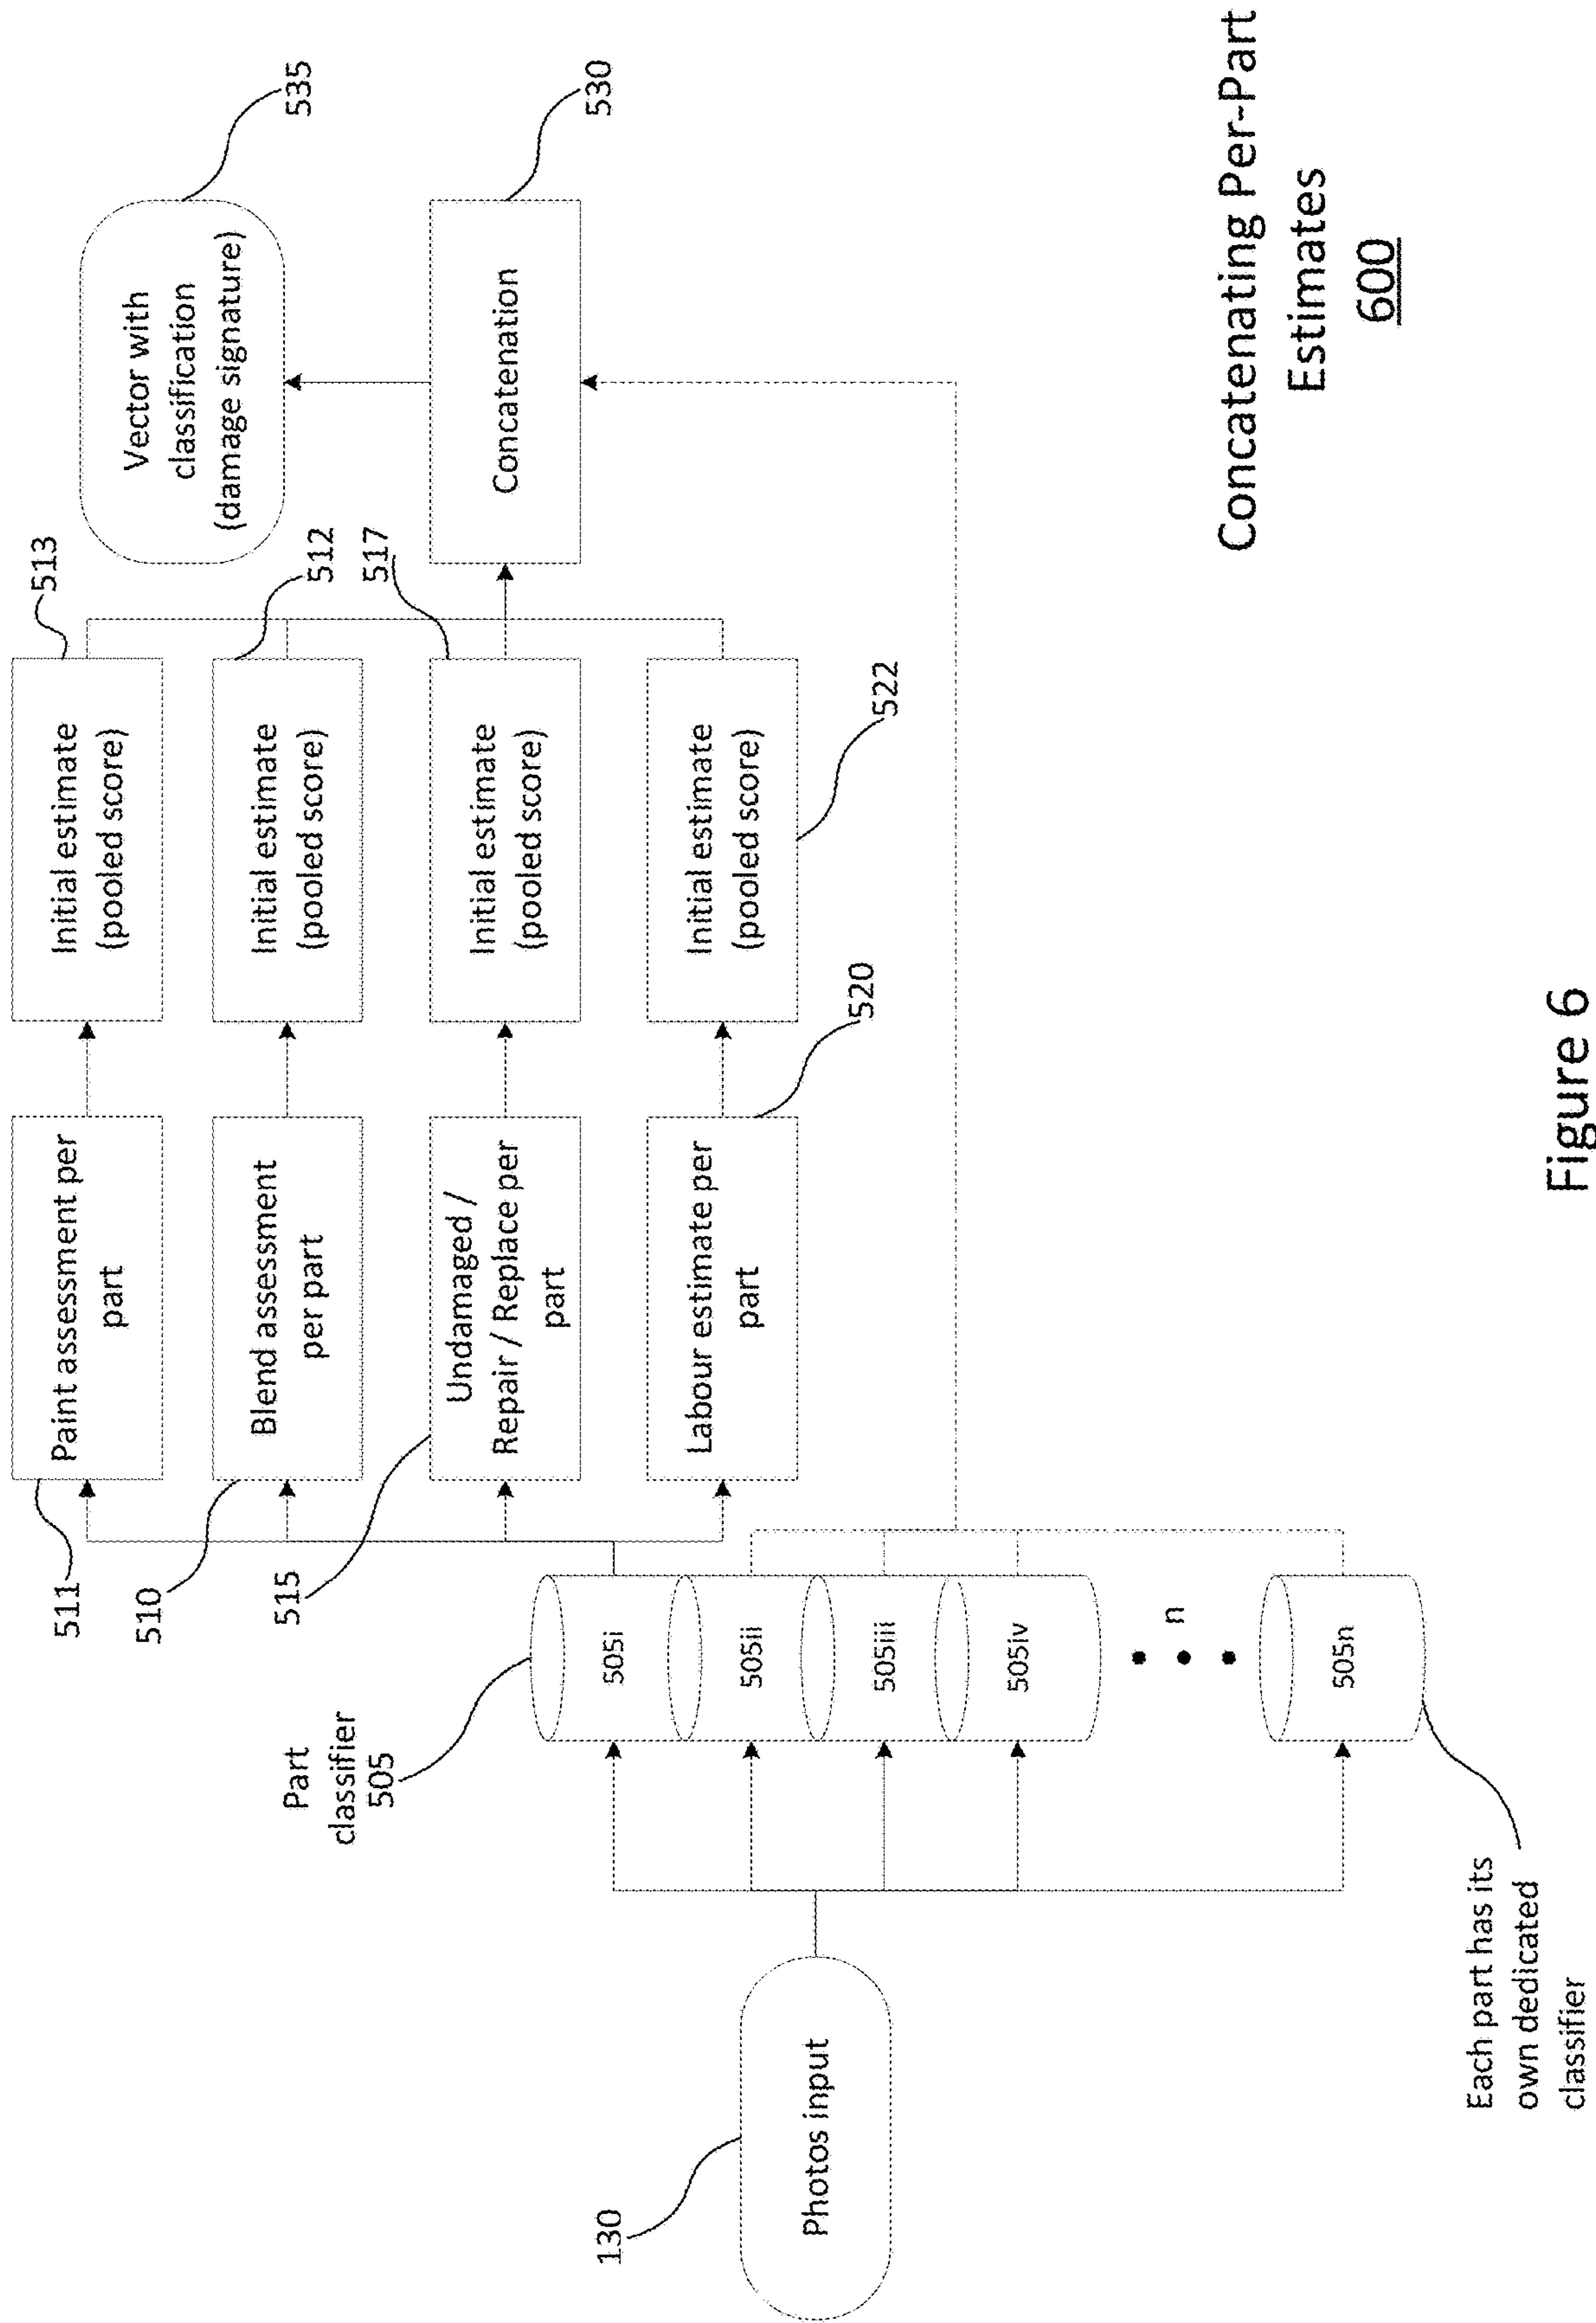 511
Paint assessment per
part
Initial estimate
(pooled score)
513
510
Blend assessment
per part
Initial estimate
(pooled score)
512
515
Undamaged /
Repair / Replace per
part
Initial estimate
(pooled score)
517
Labour estimate per
part
520
Initial estimate
(pooled score)
522
Vector with
classification
(damage signature)
535
Concatenation
530
130
Photos input
Part
classifier
505
505i
505ii
505iii
505iv
n
505n
Each part has its
own dedicated
classifier
Concatenating Per-Part
Estimates
600
Figure 6